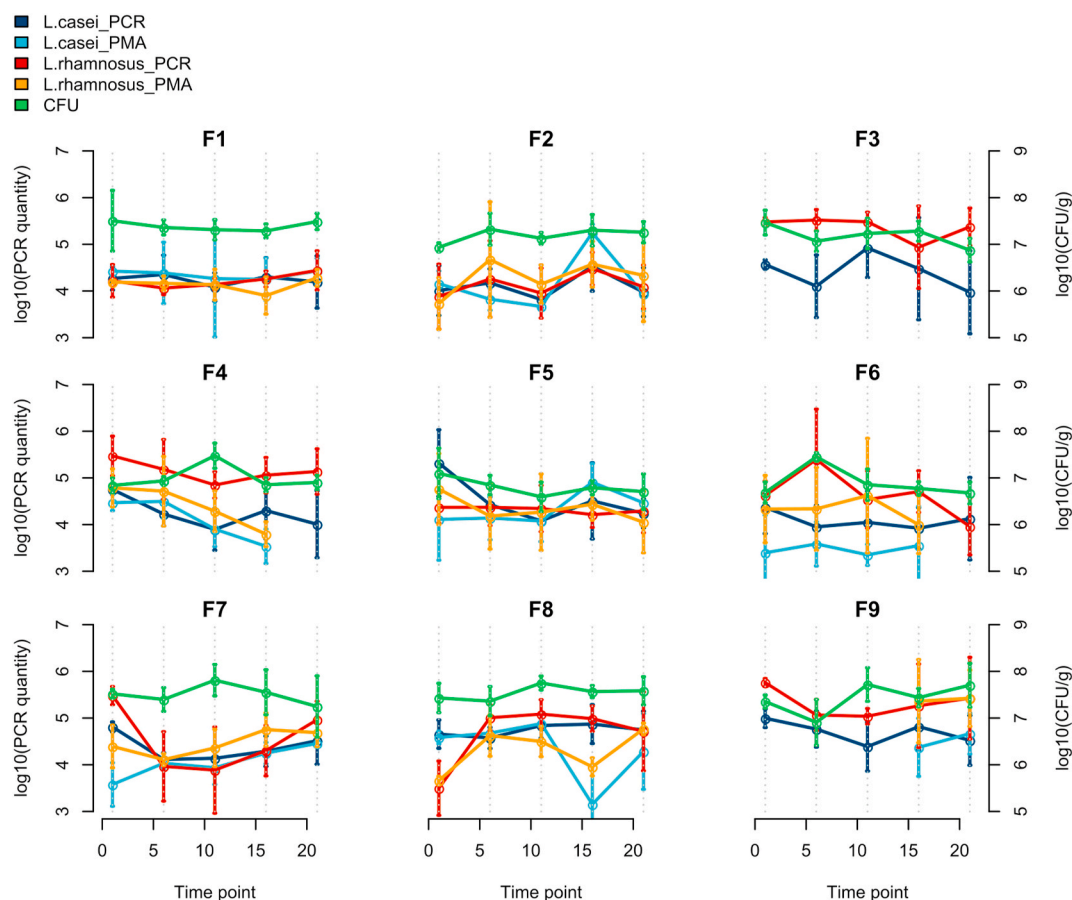 L.casei_PCR
L.casei_PMA
L.rhamnosus_PCR
L.rhamnosus_PMA
CFU
F1 F2 F3
log10(PCR quantity)
7
6
5
4
3
9
8
7
6
5
log10(CFU/g)
F4 F5 F6
log10(PCR quantity)
7
6
5
4
3
9
8
7
6
5
log10(CFU/g)
F7 F8 F9
log10(PCR quantity)
7
6
5
4
3
9
8
7
6
5
log10(CFU/g)
0 5 10 15 20 0 5 10 15 20 0 5 10 15 20
Time point Time point Time point